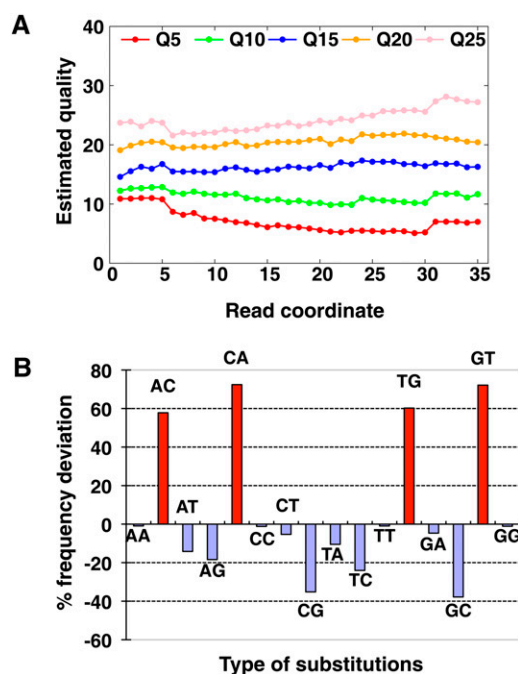 A
Q5 Q10 Q15 Q20 Q25
40
30
20
10
0
Estimated quality
0 5 10 15 20 25 30 35
Read coordinate
B
80
60
40
20
0
-20
-40
-60
% frequency deviation
AA
AC
AT
AG
CA
CC
CT
CG
TA
TC
TT
TG
GA
GC
GT
GG
Type of substitutions